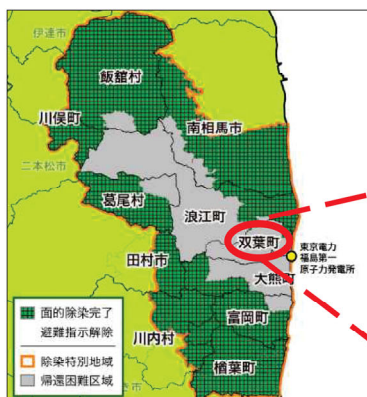 伊達市
飯舘村
川俣町
南相馬市
二本松市
葛尾村
浪江町
双葉町
田村市
東京電力
福島第一
原子力発電所
大熊町
富岡町
川内村
楢葉町
面的除染完了
避難指示解除
除染特別地域
帰還困難区域